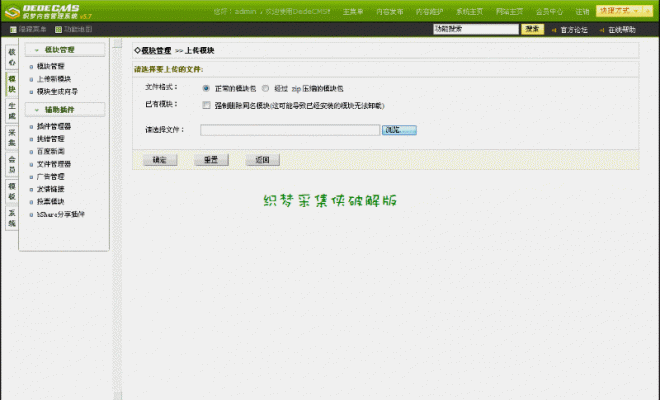 DEDECMS
织梦内容管理系统 v5.7
您好！admin，欢迎使用DedeCMS! 主菜单 内容发布 内容维护 系统主页 网站主页 会员中心 注销 快捷方式
隐藏菜单 功能地图 功能搜索 搜索 官方论坛 在线帮助
核心
模块
生成
采集
会员
模板
系统
模块管理
模块管理
上传新模块
模块生成向导
辅助插件
插件管理器
挑错管理
百度新闻
文件管理器
广告管理
友情链接
投票模块
bShare分享插件
◇模块管理 >> 上传模块
请选择要上传的文件:
文件格式： 正常的模块包 经过 zip 压缩的模块包
已有模块： 强制删除同名模块(这可能导致已经安装的模块无法卸载)
请选择文件： 浏览...
确定 重置 返回
织梦采集侠破解版